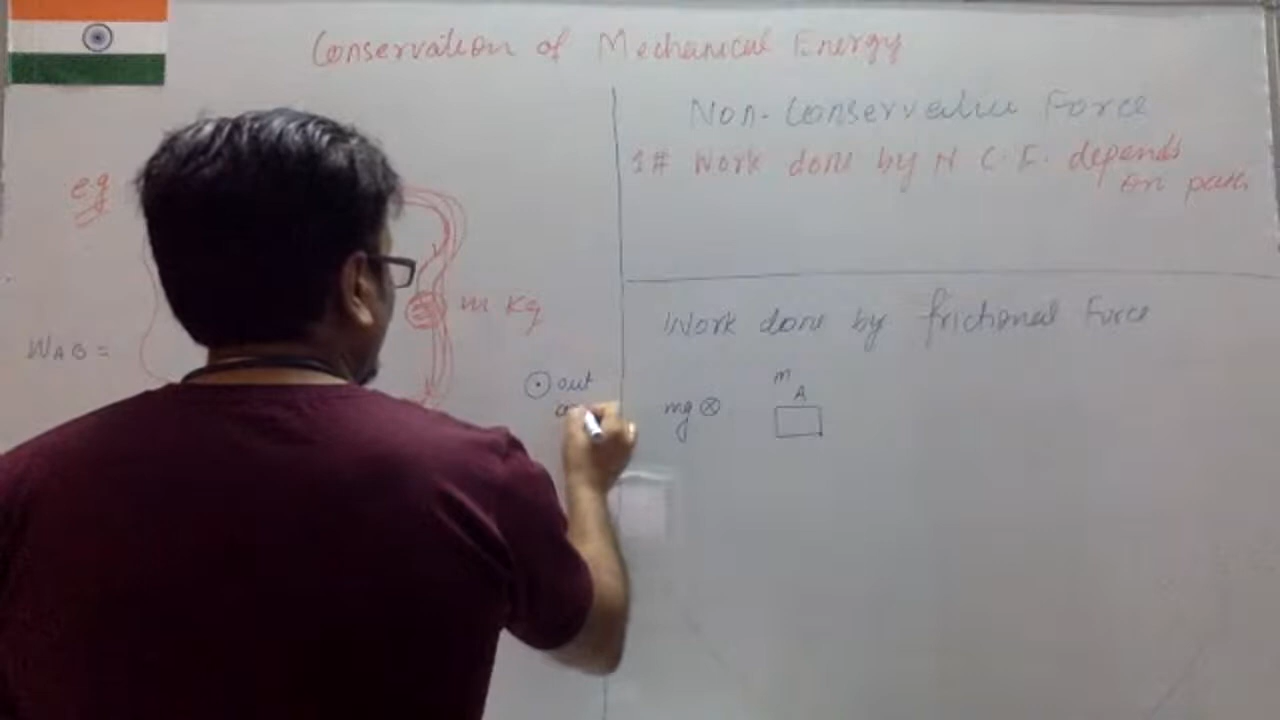 Conservation of Mechanical Energy
e.g
m Kg
WAB =
out
Non-Conservative Force
1# Work done by N C.F. depends
on path
Work done by frictional Force
mg
m
A